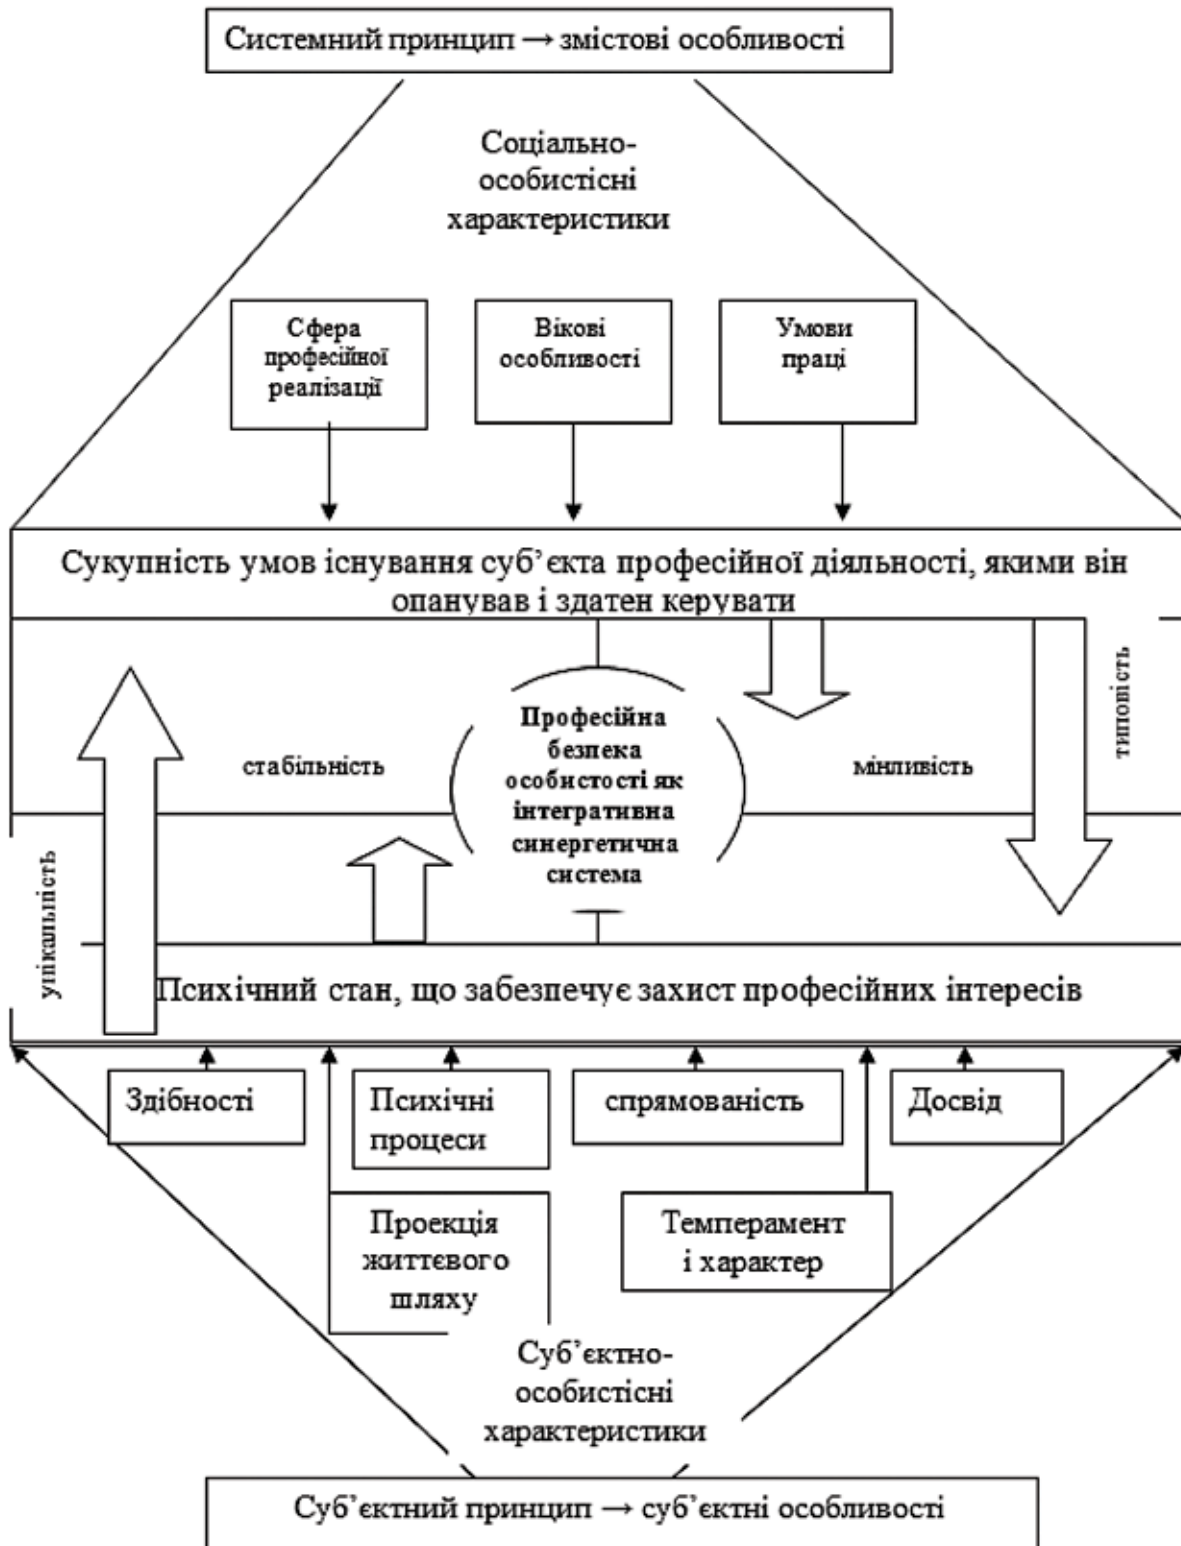 Системний принцип → змістові особливості
Соціально-
особистісні
характеристики
Сфера
професійної
реалізації
Вікові
особливості
Умови
праці
Сукупність умов існування суб’єкта професійної діяльності, якими він
опанував і здатен керувати
типовість
Професійна
безпека
особистості як
інтегративна
синергетична
система
стабільність
мінливість
унікальність
Психічний стан, що забезпечує захист професійних інтересів
Здібності
Психічні
процеси
спрямованість
Досвід
Проекція
життєвого
шляху
Темперамент
і характер
Суб’єктно-
особистісні
характеристики
Суб’єктний принцип → суб’єктні особливості